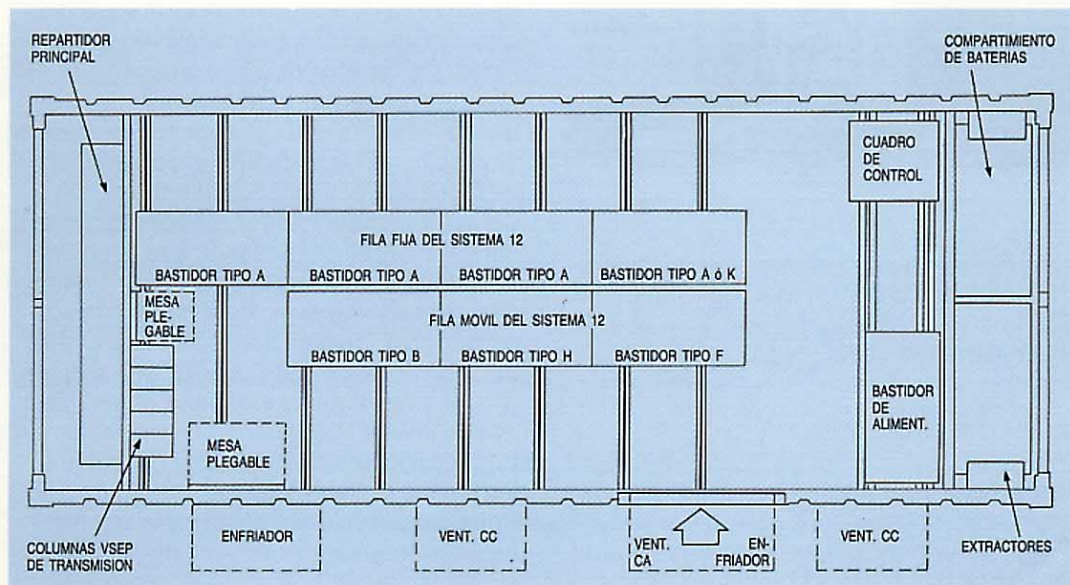 REPARTIDOR
PRINCIPAL
COMPARTIMIENTO
DE BATERIAS
CUADRO
DE
CONTROL
FILA FIJA DEL SISTEMA 12
BASTIDOR TIPO A
BASTIDOR TIPO A
BASTIDOR TIPO A
BASTIDOR TIPO A ó K
MESA
PLE-
GABLE
FILA MOVIL DEL SISTEMA 12
BASTIDOR TIPO B
BASTIDOR TIPO H
BASTIDOR TIPO F
BASTIDOR
DE
ALIMENT.
MESA
PLEGABLE
COLUMNAS VSEP
DE TRANSMISION
ENFRIADOR
VENT. CC
VENT.
CA
EN-
FRIADOR
VENT. CC
EXTRACTORES